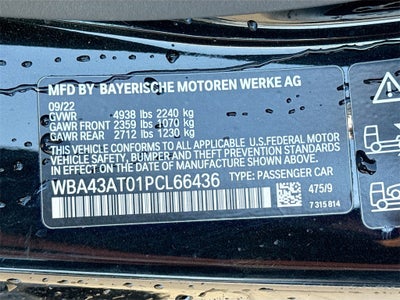 MFD BY BAYERISCHE MOTOREN WERKE AG
09/22
GVWR 4938 lbs 2240 kg
GAWR FRONT 2359 lbs 1070 kg
GAWR REAR 2712 lbs 1230 kg
THIS VEHICLE CONFORMS TO ALL APPLICABLE U.S. FEDERAL
MOTOR VEHICLE SAFETY, BUMPER, AND THEFT PREVENTION
STANDARDS IN EFFECT ON THE DATE OF MANUFACTURE
SHOWN ABOVE.
WBA43AT01PCL66436 TYPE: PASSENGER CAR
475/9
7 315 814